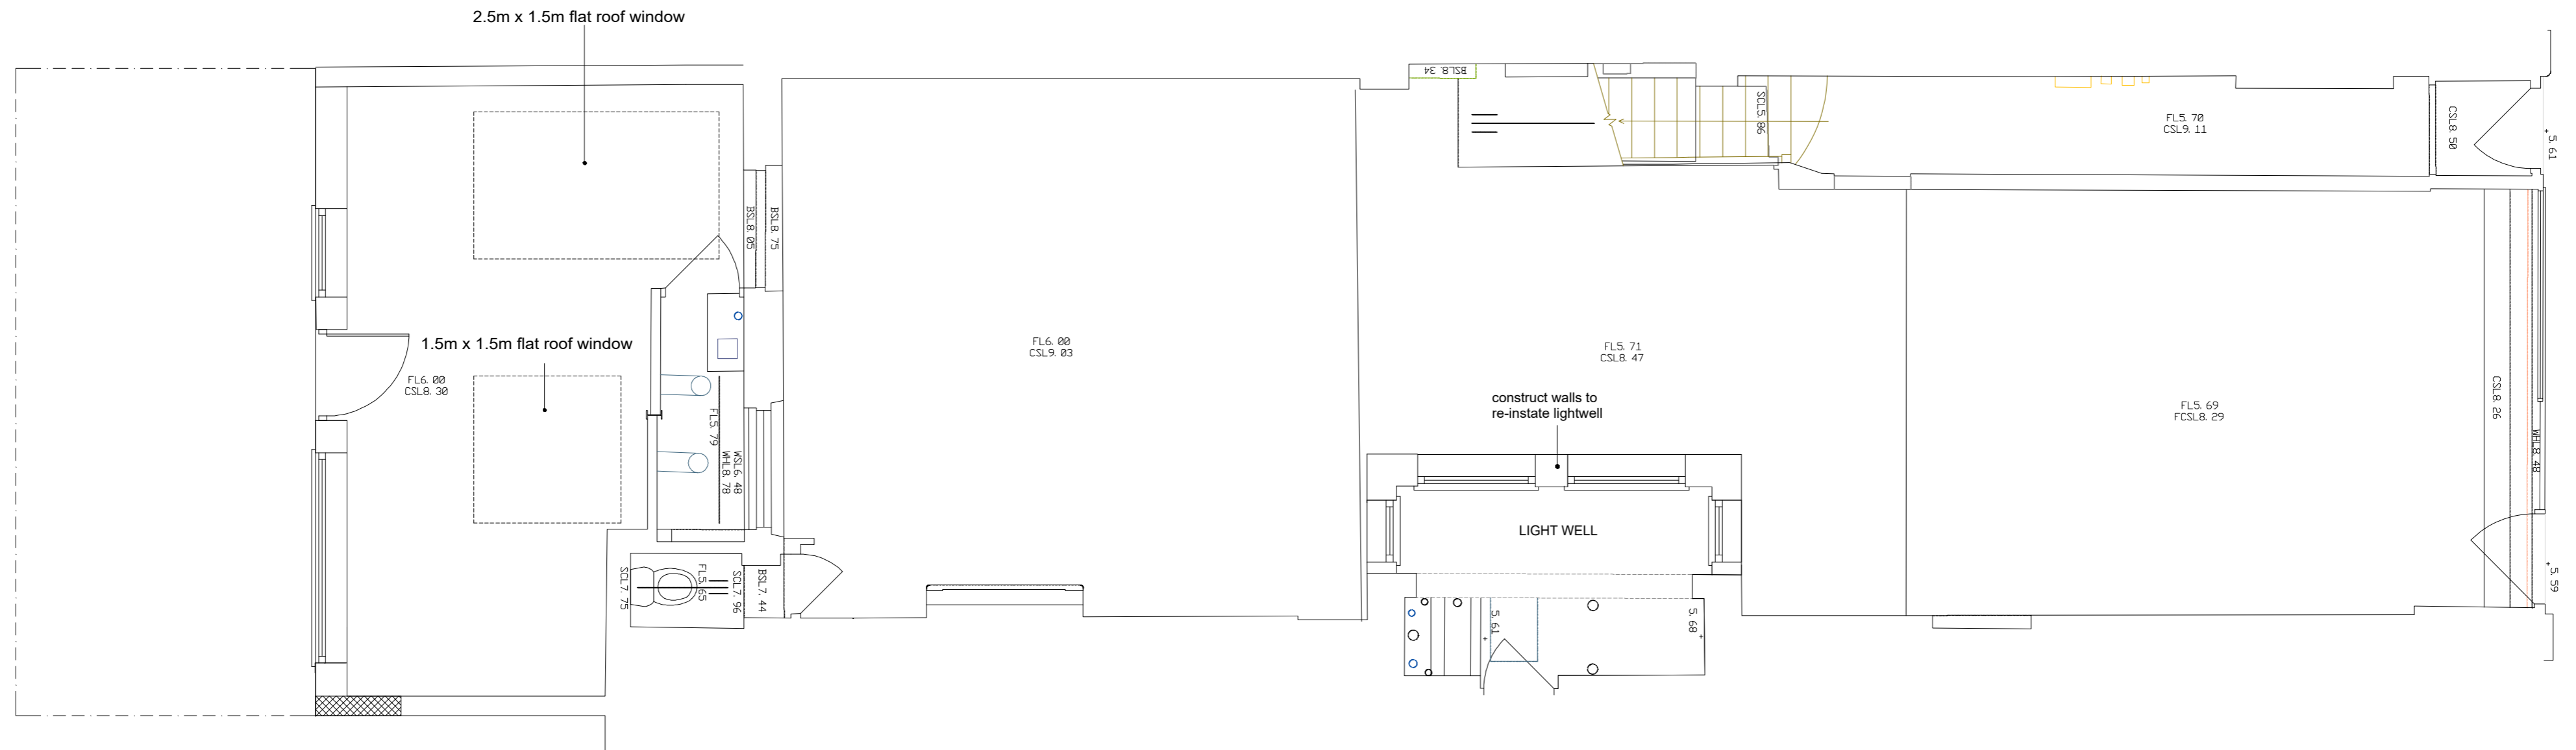 2.5m x 1.5m flat roof window
BSL8. 34
SCL5. 86
FL5. 70
CSL9. 11
CSL8. 50
5. 61
BSL8. 05
BSL8. 75
1.5m x 1.5m flat roof window
FL6. 00
CSL8. 30
FL6. 00
CSL9. 03
FL5. 71
CSL8. 47
construct walls to
re-instate lightwell
FL5. 69
FCSL8. 29
CSL8. 26
WHL8. 48
FL5. 79
WSL6. 48
WHL8. 78
LIGHT WELL
SCL7. 75
FL5. 65
SCL7. 96
BSL7. 44
5. 61
5. 68
5. 59